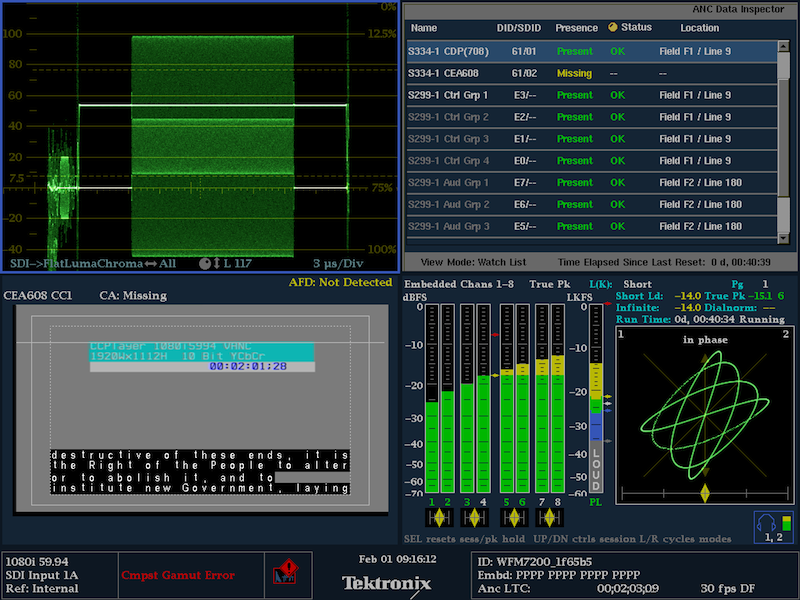 100
80
60
40
20
7.5
-20
-40
0%
12.5%
75%
100%
SDI->FlatLumaChroma All L 117 3 µs/Div
ANC Data Inspector
Name DID/SDID Presence Status Location
S334-1 CDP(708) 61/01 Present OK Field F1 / Line 9
S334-1 CEA608 61/02 Missing -- --
S299-1 Ctrl Grp 1 E3/-- Present OK Field F1 / Line 9
S299-1 Ctrl Grp 2 E2/-- Present OK Field F1 / Line 9
S299-1 Ctrl Grp 3 E1/-- Present OK Field F1 / Line 9
S299-1 Ctrl Grp 4 E0/-- Present OK Field F1 / Line 9
S299-1 Aud Grp 1 E7/-- Present OK Field F2 / Line 180
S299-1 Aud Grp 2 E6/-- Present OK Field F2 / Line 180
S299-1 Aud Grp 3 E5/-- Present OK Field F2 / Line 180
View Mode: Watch List Time Elapsed Since Last Reset: 0 d, 00:40:39
AFD: Not Detected
CEA608 CC1 CA: Missing
CCPlayer 1080i5994 VANC
1920Wx1112H 10 Bit YCbCr
00:02:01;28
destructive of these ends, it is
the Right of the People to alter
or to abolish it, and to
institute new Government, laying
Embedded Chans 1-8 True Pk L(K): Short Pg 1
dBFS LKFS
Short Ld: -14.0 True Pk -15.1 6
Infinite: -14.0 Dialnorm: ---
Run Time: 0d, 00:40:34 Running
0
-10
-20
-30
-40
-50
-60
-70
0
-10
-20
-30
-40
-50
-60
LOUD
1 2 3 4 5 6 7 8 PL
1 in phase 2
1, 2
SEL resets sess/pk hold UP/DN ctrls session L/R cycles modes
1080i 59.94
SDI Input 1A
Ref: Internal
Cmpst Gamut Error
Feb 01 09:16:12
Tektronix
ID: WFM7200_1f65b5
Embd: PPPP PPPP PPPP PPPP
Anc LTC: 00;02;03;09 30 fps DF